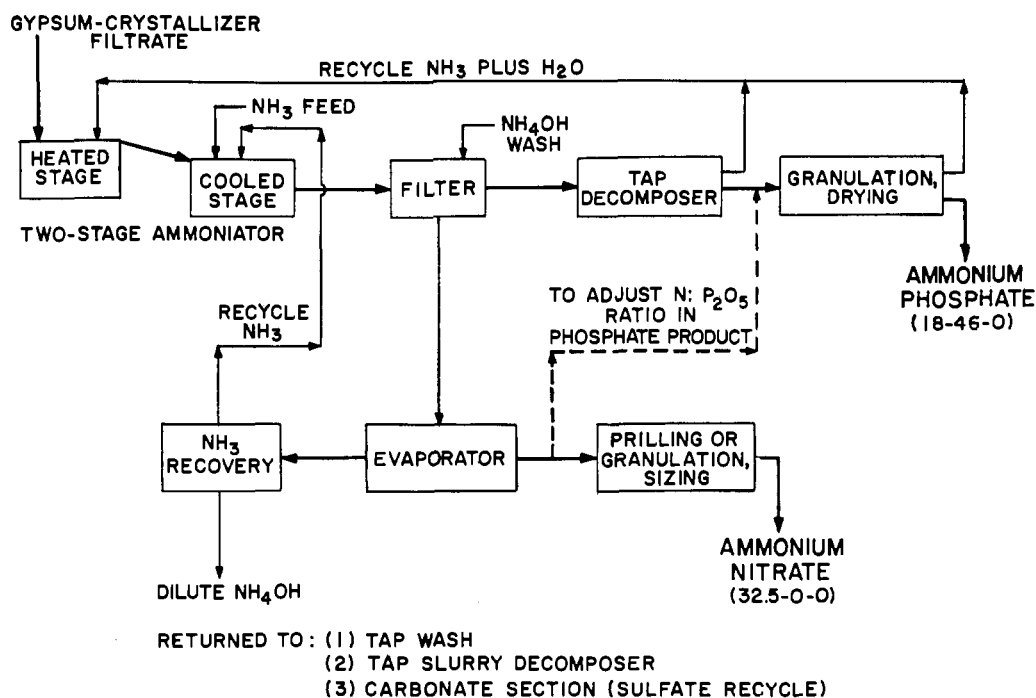 GYPSUM-CRYSTALLIZER
FILTRATE
RECYCLE NH3 PLUS H2O
NH3 FEED
NH4OH
WASH
HEATED
STAGE
COOLED
STAGE
FILTER
TAP
DECOMPOSER
GRANULATION,
DRYING
TWO-STAGE AMMONIATOR
AMMONIUM
PHOSPHATE
(18-46-0)
TO ADJUST N: P2O5
RATIO IN
PHOSPHATE PRODUCT
RECYCLE
NH3
NH3
RECOVERY
EVAPORATOR
PRILLING OR
GRANULATION,
SIZING
AMMONIUM
NITRATE
(32.5-0-0)
DILUTE NH4OH
RETURNED TO: (1) TAP WASH
(2) TAP SLURRY DECOMPOSER
(3) CARBONATE SECTION (SULFATE RECYCLE)